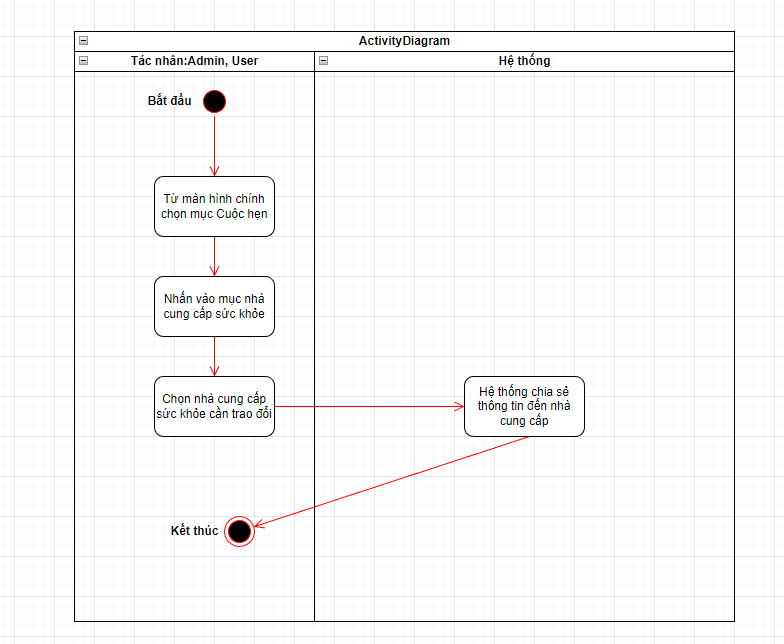 ActivityDiagram
Tác nhân:Admin, User
Hệ thống
Bắt đầu
Từ màn hình chính
chọn mục Cuộc hẹn
Nhấn vào mục nhà
cung cấp sức khỏe
Chọn nhà cung cấp
sức khỏe cần trao đổi
Hệ thống chia sẻ
thông tin đến nhà
cung cấp
Kết thúc